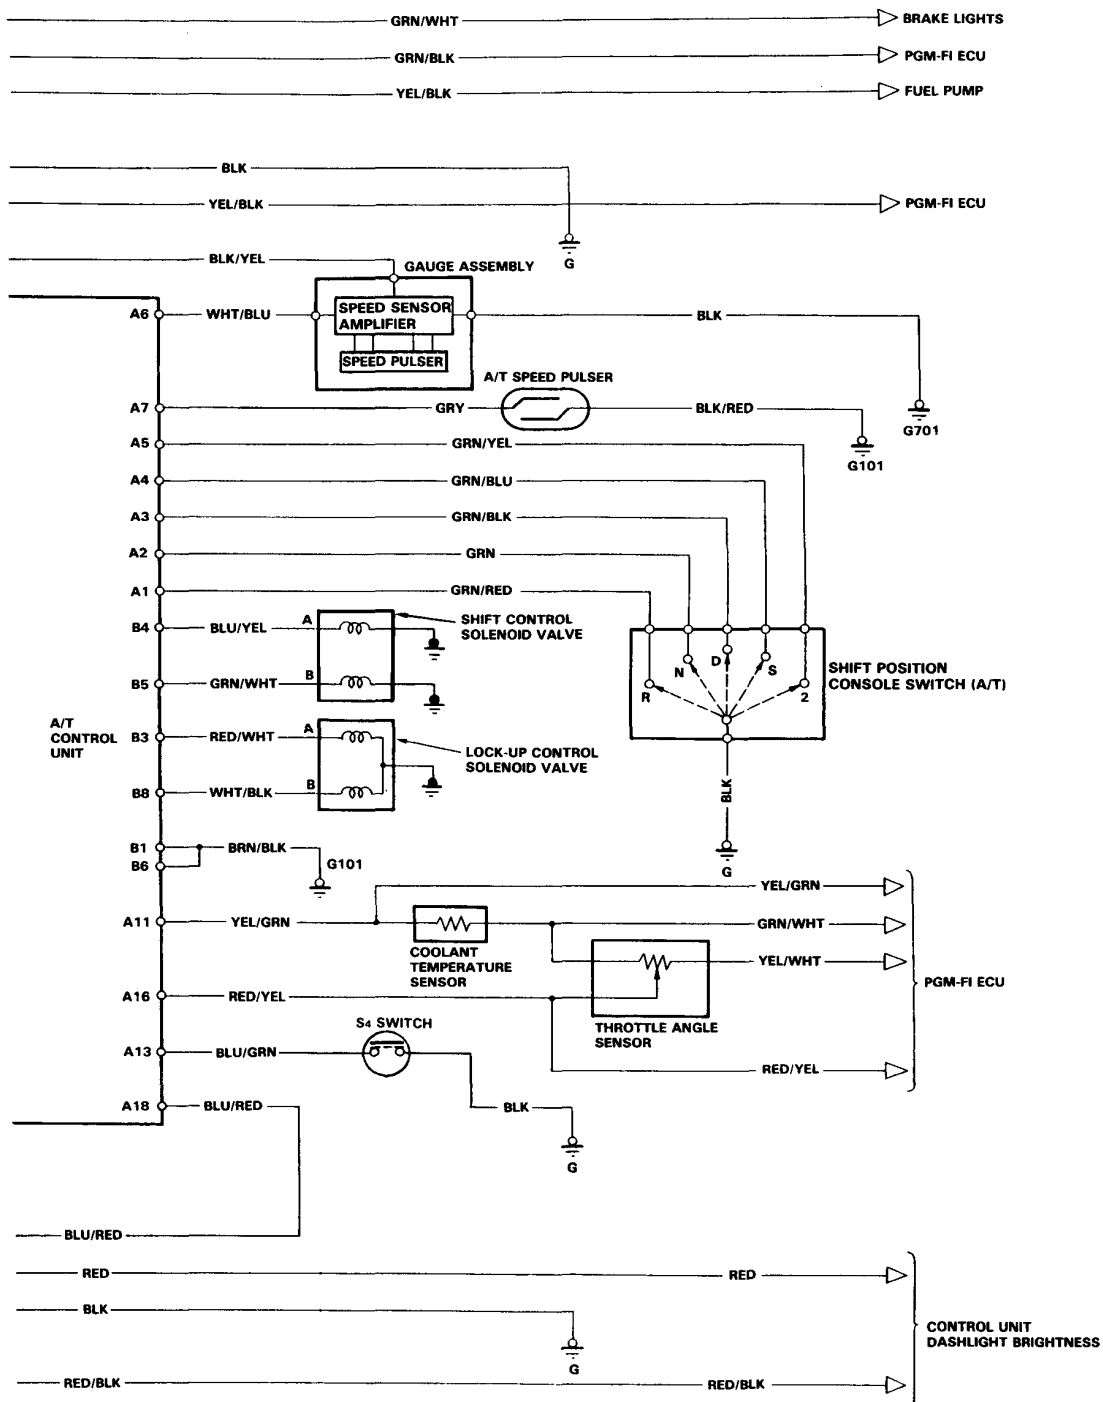 GRN/WHT BRAKE LIGHTS
GRN/BLK PGM-FI ECU
YEL/BLK FUEL PUMP
BLK
YEL/BLK PGM-FI ECU
G
BLK/YEL GAUGE ASSEMBLY
A6 WHT/BLU SPEED SENSOR AMPLIFIER BLK
SPEED PULSER
A/T SPEED PULSER
A7 GRY BLK/RED
G701
A5 GRN/YEL
G101
A4 GRN/BLU
A3 GRN/BLK
A2 GRN
A1 GRN/RED
B4 BLU/YEL A SHIFT CONTROL
SOLENOID VALVE
R N D S 2
SHIFT POSITION
CONSOLE SWITCH (A/T)
B5 GRN/WHT B
A/T
CONTROL
UNIT
B3 RED/WHT A
LOCK-UP CONTROL
SOLENOID VALVE
B8 WHT/BLK B
BLK
G
B1 BRN/BLK
B6
G101
YEL/GRN
A11 YEL/GRN GRN/WHT
COOLANT
TEMPERATURE
SENSOR
YEL/WHT
PGM-FI ECU
A16 RED/YEL
THROTTLE ANGLE
SENSOR
S4 SWITCH
A13 BLU/GRN
RED/YEL
A18 BLU/RED BLK
G
BLU/RED
RED RED
BLK
G
CONTROL UNIT
DASHLIGHT BRIGHTNESS
RED/BLK RED/BLK